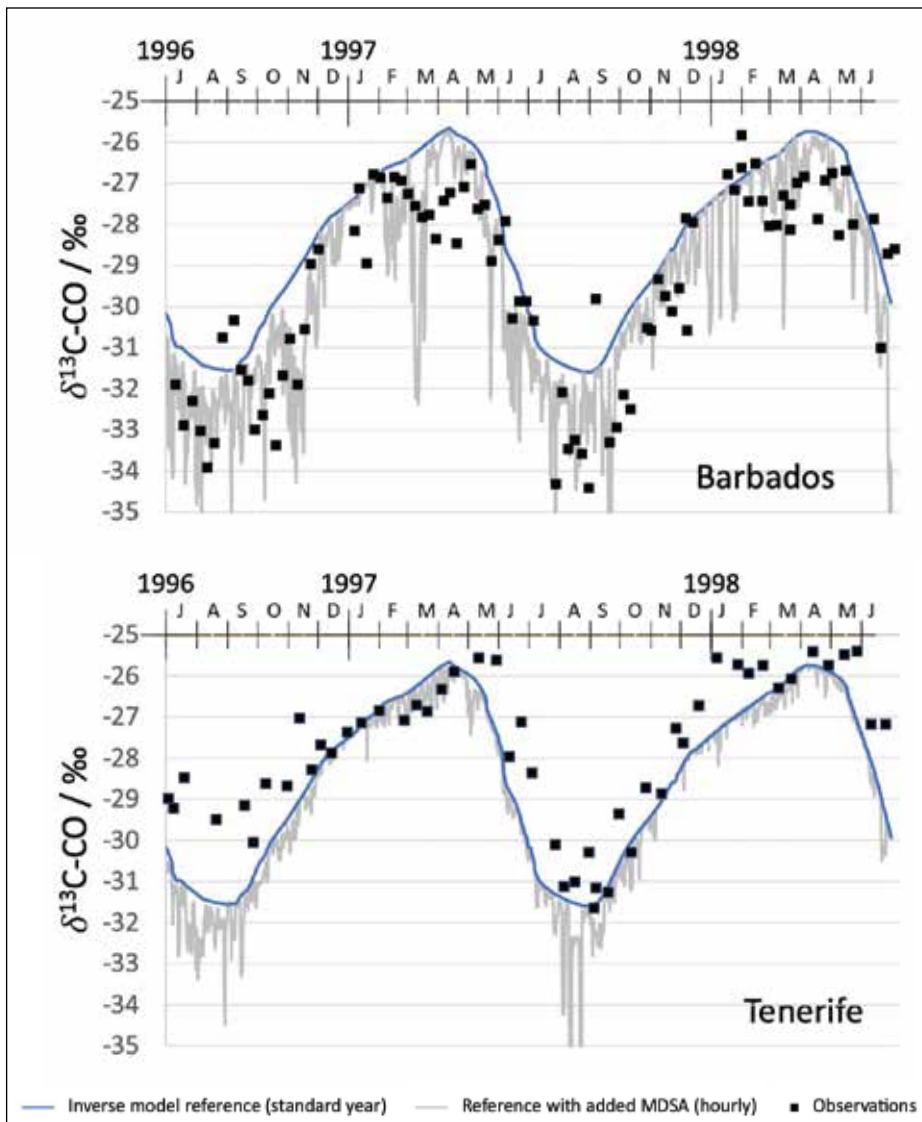 1996 1997 1998
J A S O N D J F M A M J J A S O N D J F M A M J
-25
-26
-27
-28
-29
-30
-31
-32
-33
-34
-35
δ¹³C-CO / ‰
Barbados
1996 1997 1998
J A S O N D J F M A M J J A S O N D J F M A M J
-25
-26
-27
-28
-29
-30
-31
-32
-33
-34
-35
δ¹³C-CO / ‰
Tenerife
Inverse model reference (standard year) Reference with added MDSA (hourly) Observations